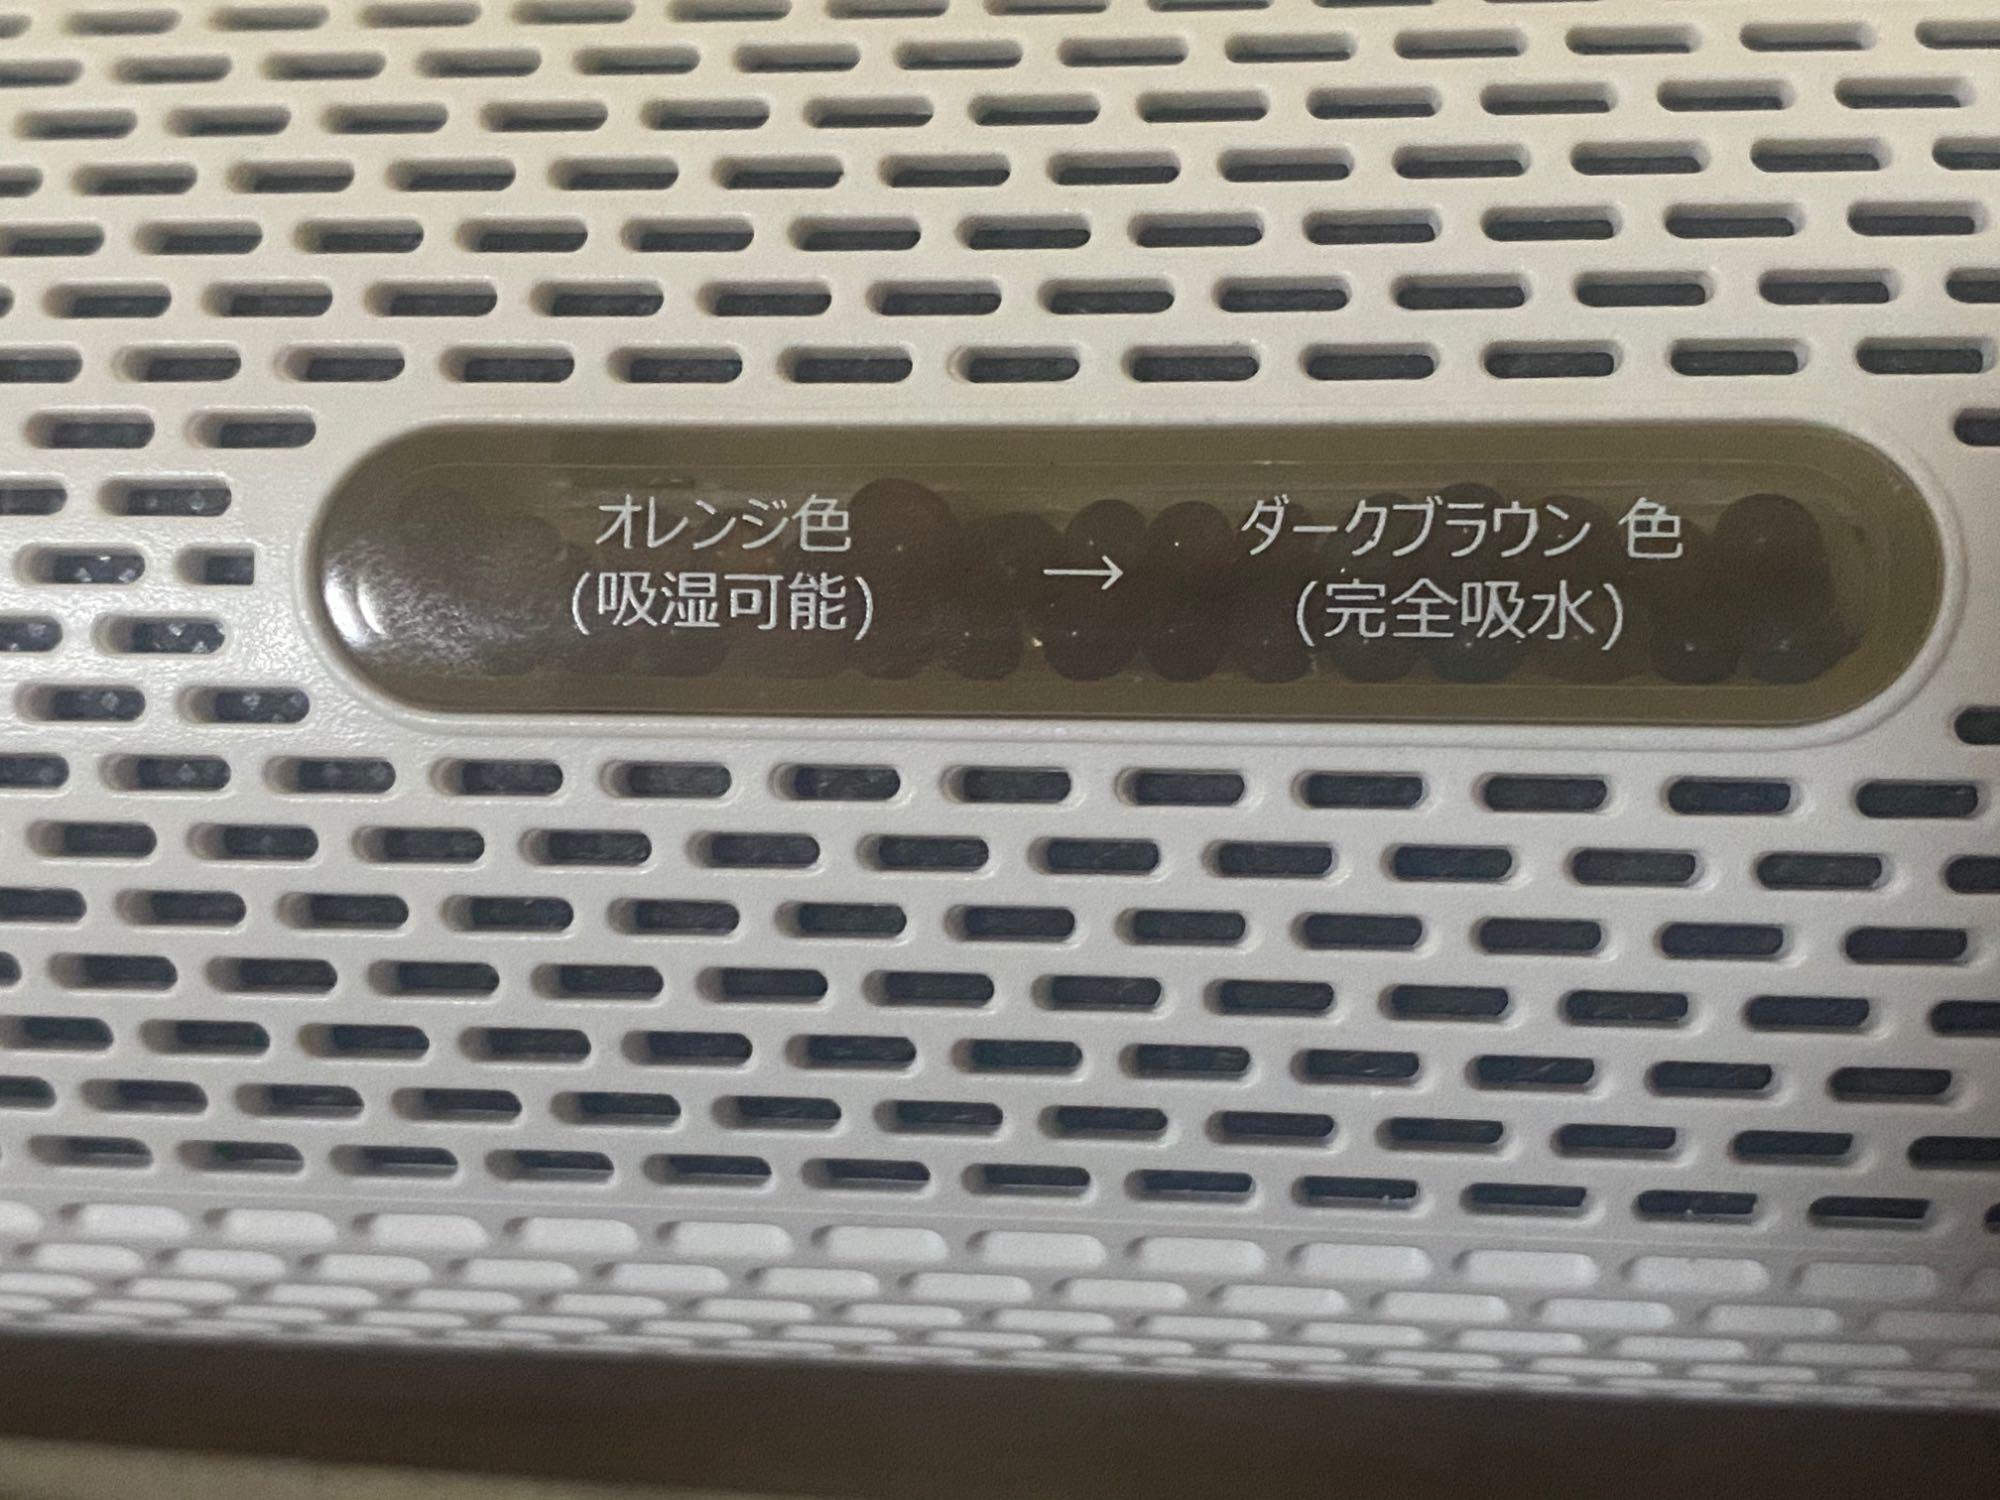 オレンジ色 → ダークブラウン 色
(吸湿可能) (完全吸水)